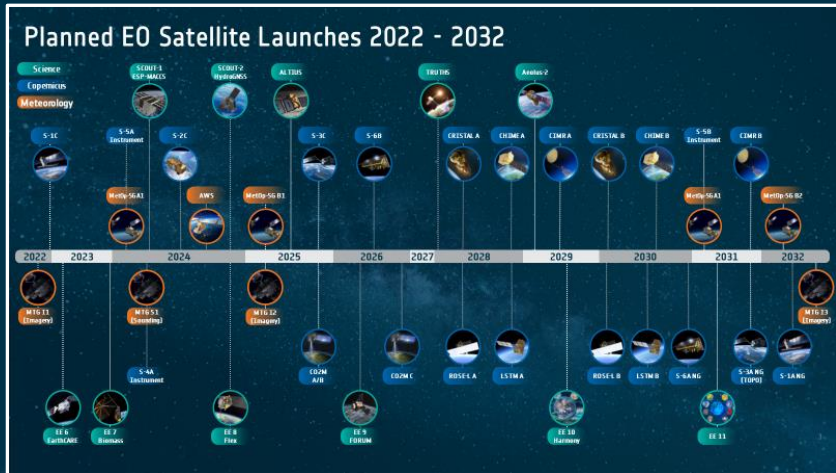 Planned EO Satellite Launches 2022 - 2032
Science
Copernicus
Meteorology
SCOUT-1
ESP-MACCS
SCOUT-2
HydroGNSS
ALTIUS
TRUTHS
Aeolus-2
S-1C
S-5A
Instrument
S-2C
S-3C
S-6B
CRISTAL A
CHIME A
CIMR A
CRISTAL B
CHIME B
S-5B
Instrument
CIMR B
MetOp-SG A1
AWS
MetOp-SG B1
MetOp-SG A1
MetOp-SG B2
2022
2023
2024
2025
2026
2027
2028
2029
2030
2031
2032
MTG I1
(Imagery)
MTG S1
(Sounding)
MTG I2
(Imagery)
MTG I3
(Imagery)
S-4A
Instrument
CO2M
A/B
CO2M C
ROSE-L A
LSTM A
ROSE-L B
LSTM B
S-6A NG
S-3A NG
(TOPO)
S-1A NG
EE 6
EarthCARE
EE 7
Biomass
EE 8
Flex
EE 9
FORUM
EE 10
Harmony
EE 11